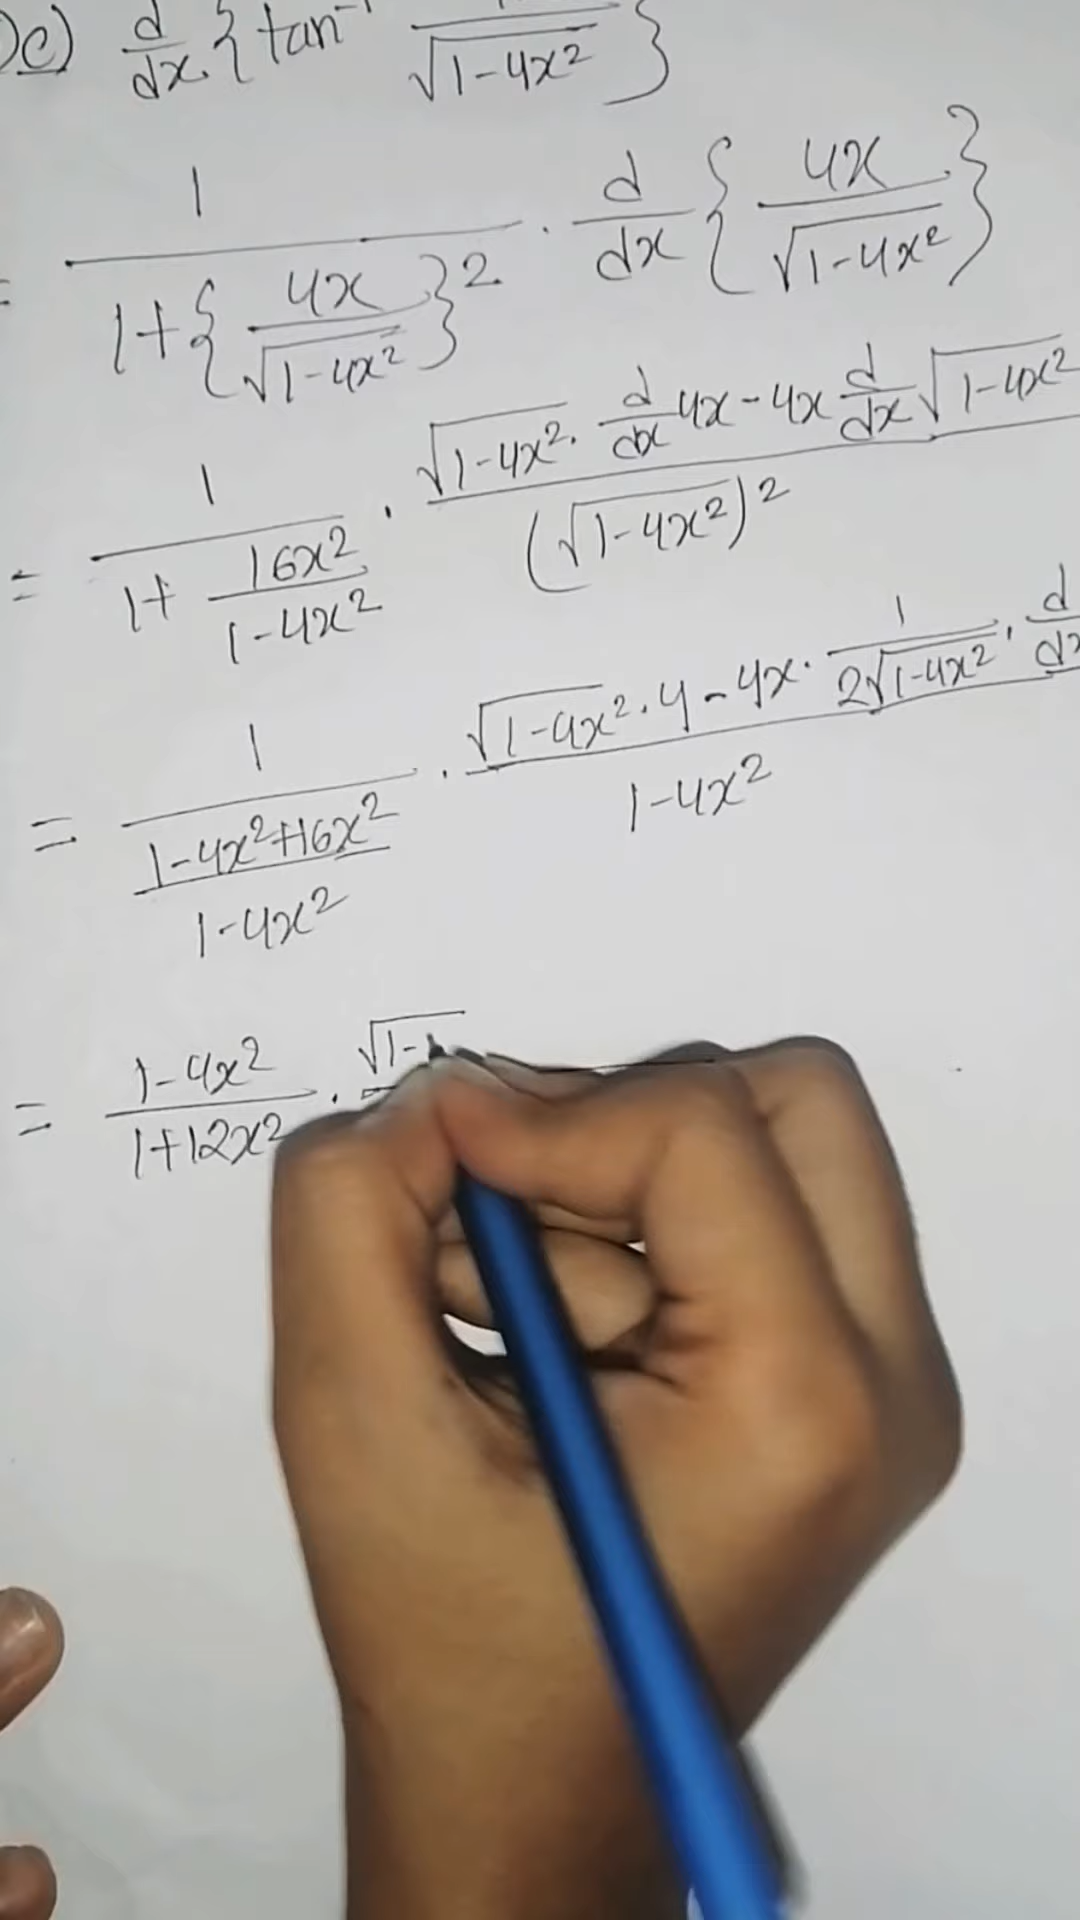 c) d/dx {tan⁻¹ /√(1-4x²)}
= 1/(1+{4x/√(1-4x²)}²) · d/dx {4x/√(1-4x²)}
= 1/(1+ 16x²/(1-4x²)) · (√(1-4x²) · d/dx 4x - 4x d/dx √(1-4x²))/(√(1-4x²))²
= 1/((1-4x²+16x²)/(1-4x²)) · (√(1-4x²) · 4 - 4x · 1/(2√(1-4x²)) · d/dx)/(1-4x²)
= (1-4x²)/(1+12x²) · √(1-